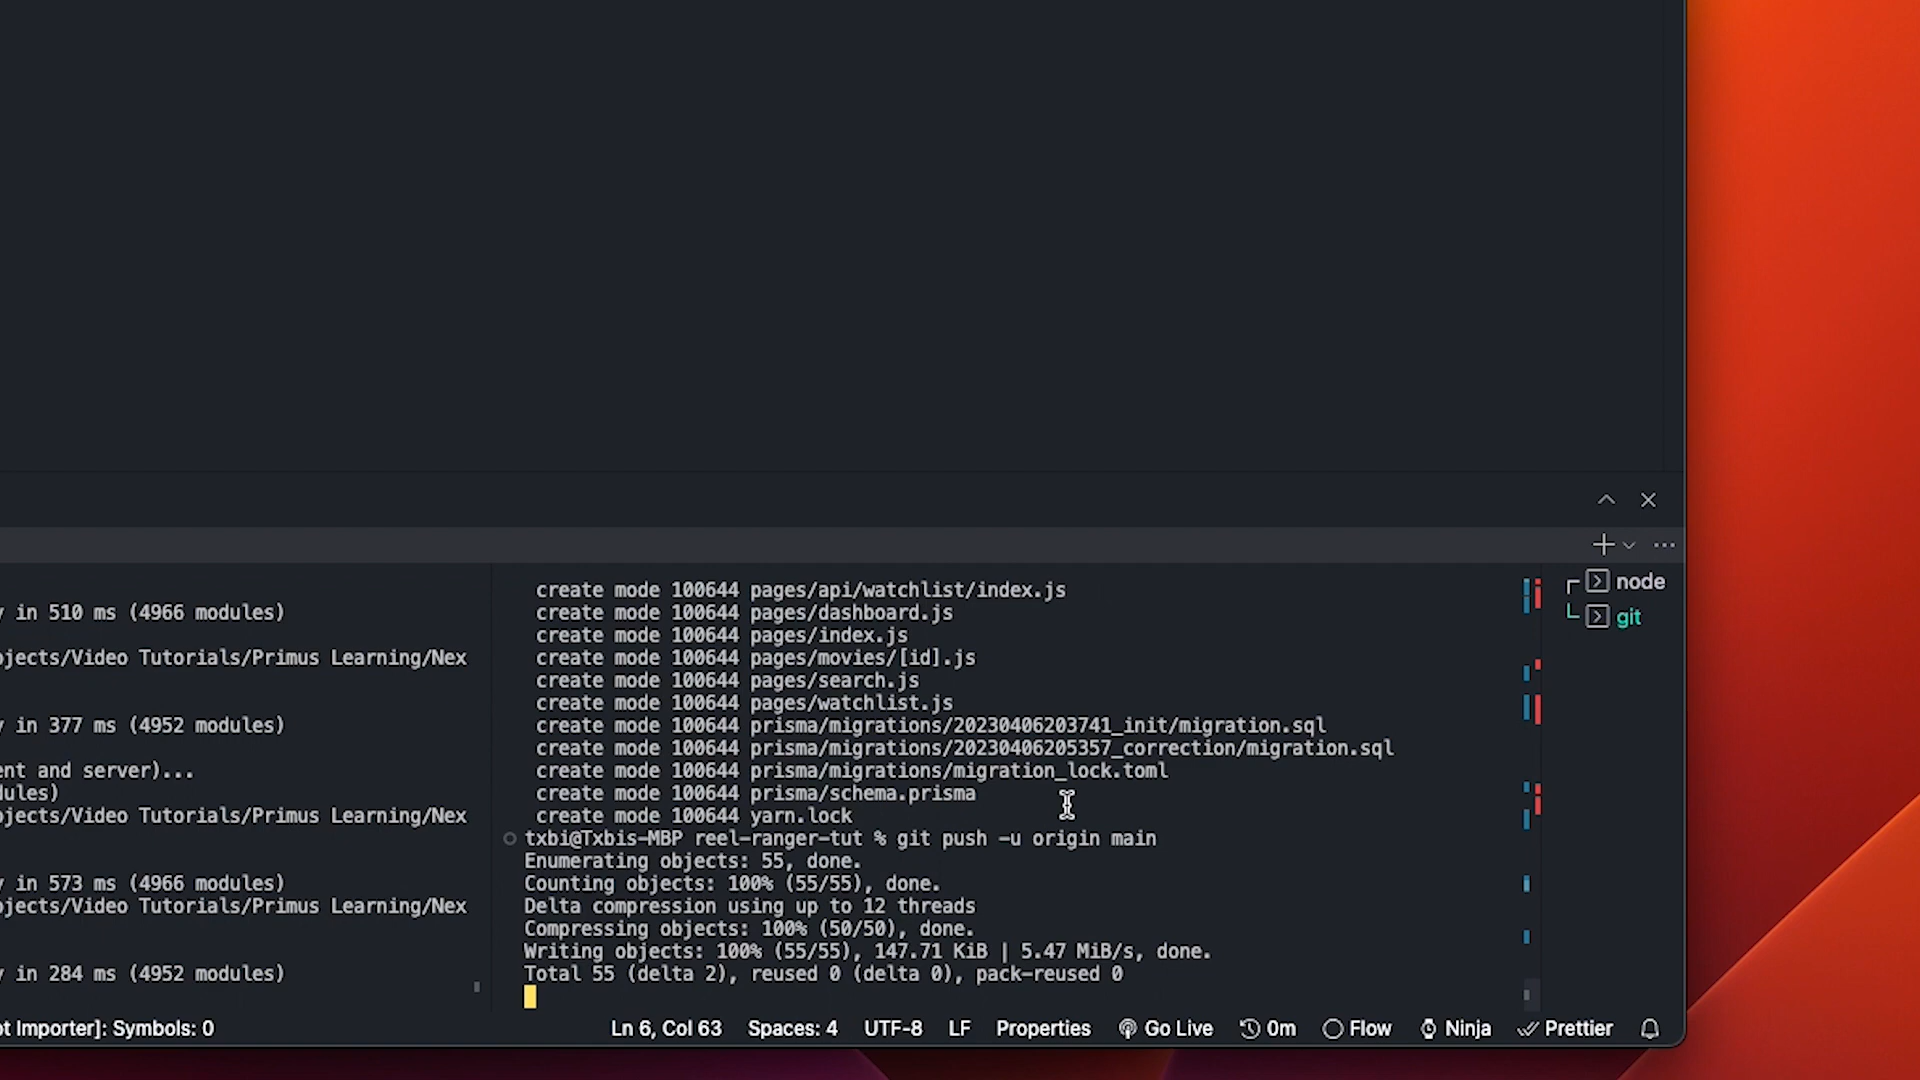 y in 510 ms (4966 modules)
ojects/Video Tutorials/Primus Learning/Nex
y in 377 ms (4952 modules)
ent and server)...
dules)
ojects/Video Tutorials/Primus Learning/Nex
y in 573 ms (4966 modules)
ojects/Video Tutorials/Primus Learning/Nex
y in 284 ms (4952 modules)
create mode 100644 pages/api/watchlist/index.js
create mode 100644 pages/dashboard.js
create mode 100644 pages/index.js
create mode 100644 pages/movies/[id].js
create mode 100644 pages/search.js
create mode 100644 pages/watchlist.js
create mode 100644 prisma/migrations/20230406203741_init/migration.sql
create mode 100644 prisma/migrations/20230406205357_correction/migration.sql
create mode 100644 prisma/migrations/migration_lock.toml
create mode 100644 prisma/schema.prisma
create mode 100644 yarn.lock
txbi@Txbis-MBP reel-ranger-tut % git push -u origin main
Enumerating objects: 55, done.
Counting objects: 100% (55/55), done.
Delta compression using up to 12 threads
Compressing objects: 100% (50/50), done.
Writing objects: 100% (55/55), 147.71 KiB | 5.47 MiB/s, done.
Total 55 (delta 2), reused 0 (delta 0), pack-reused 0
node
git
ot Importer]: Symbols: 0
Ln 6, Col 63 Spaces: 4 UTF-8 LF Properties Go Live 0m Flow Ninja Prettier